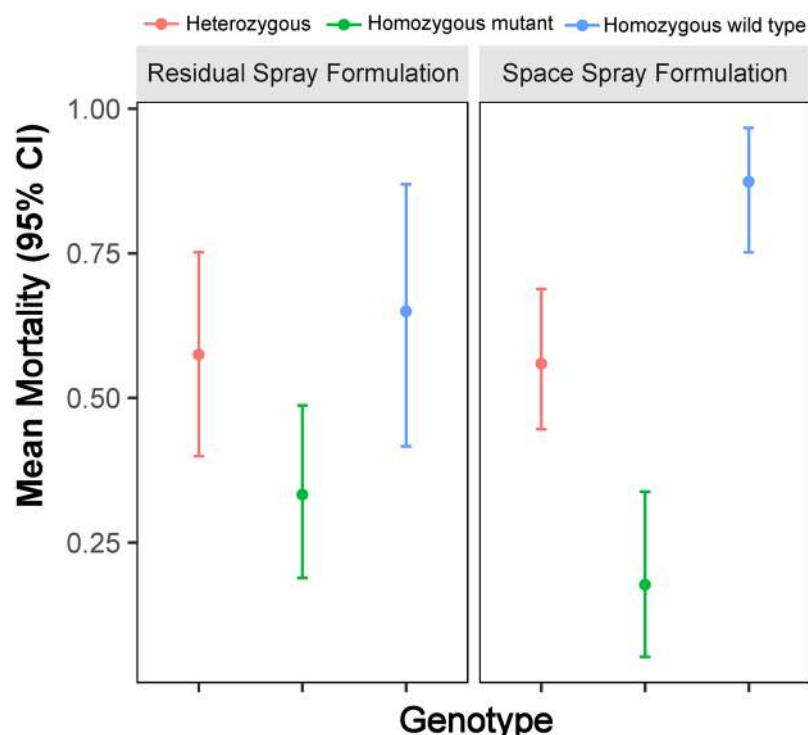 Heterozygous Homozygous mutant Homozygous wild type
Residual Spray Formulation Space Spray Formulation
Mean Mortality (95% CI)
1.00
0.75
0.50
0.25
Genotype